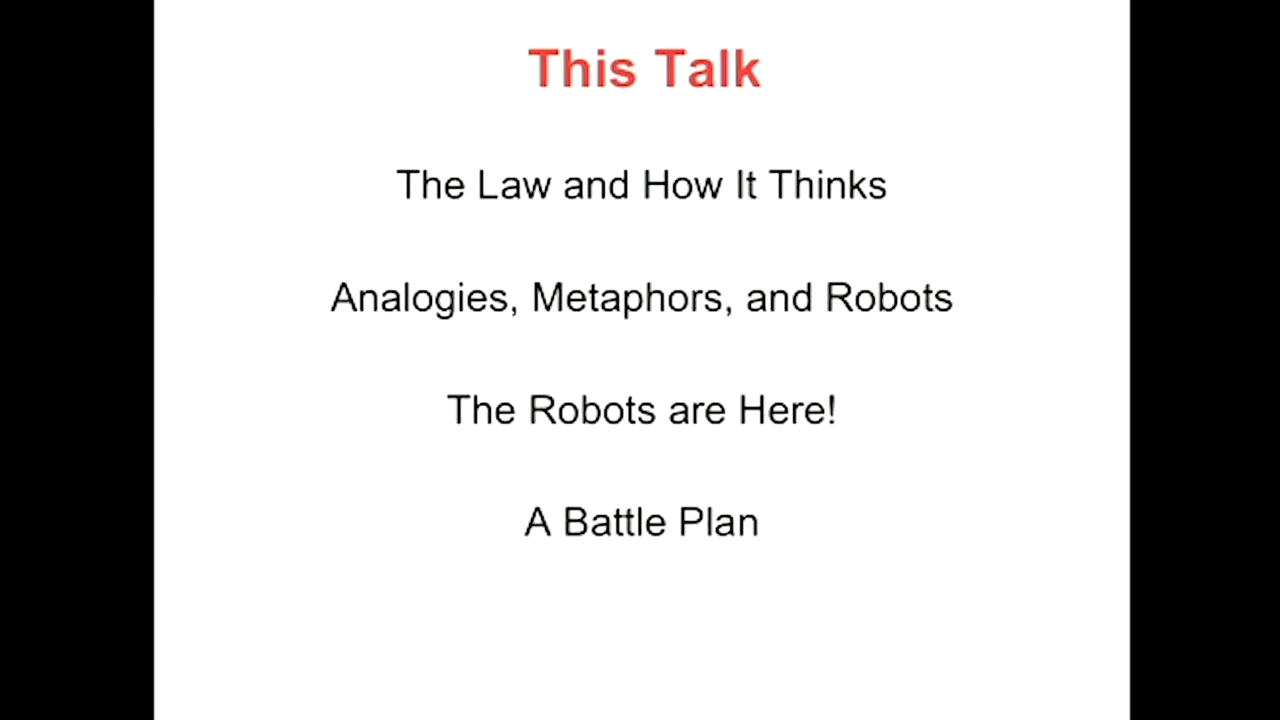 This Talk
The Law and How It Thinks
Analogies, Metaphors, and Robots
The Robots are Here!
A Battle Plan